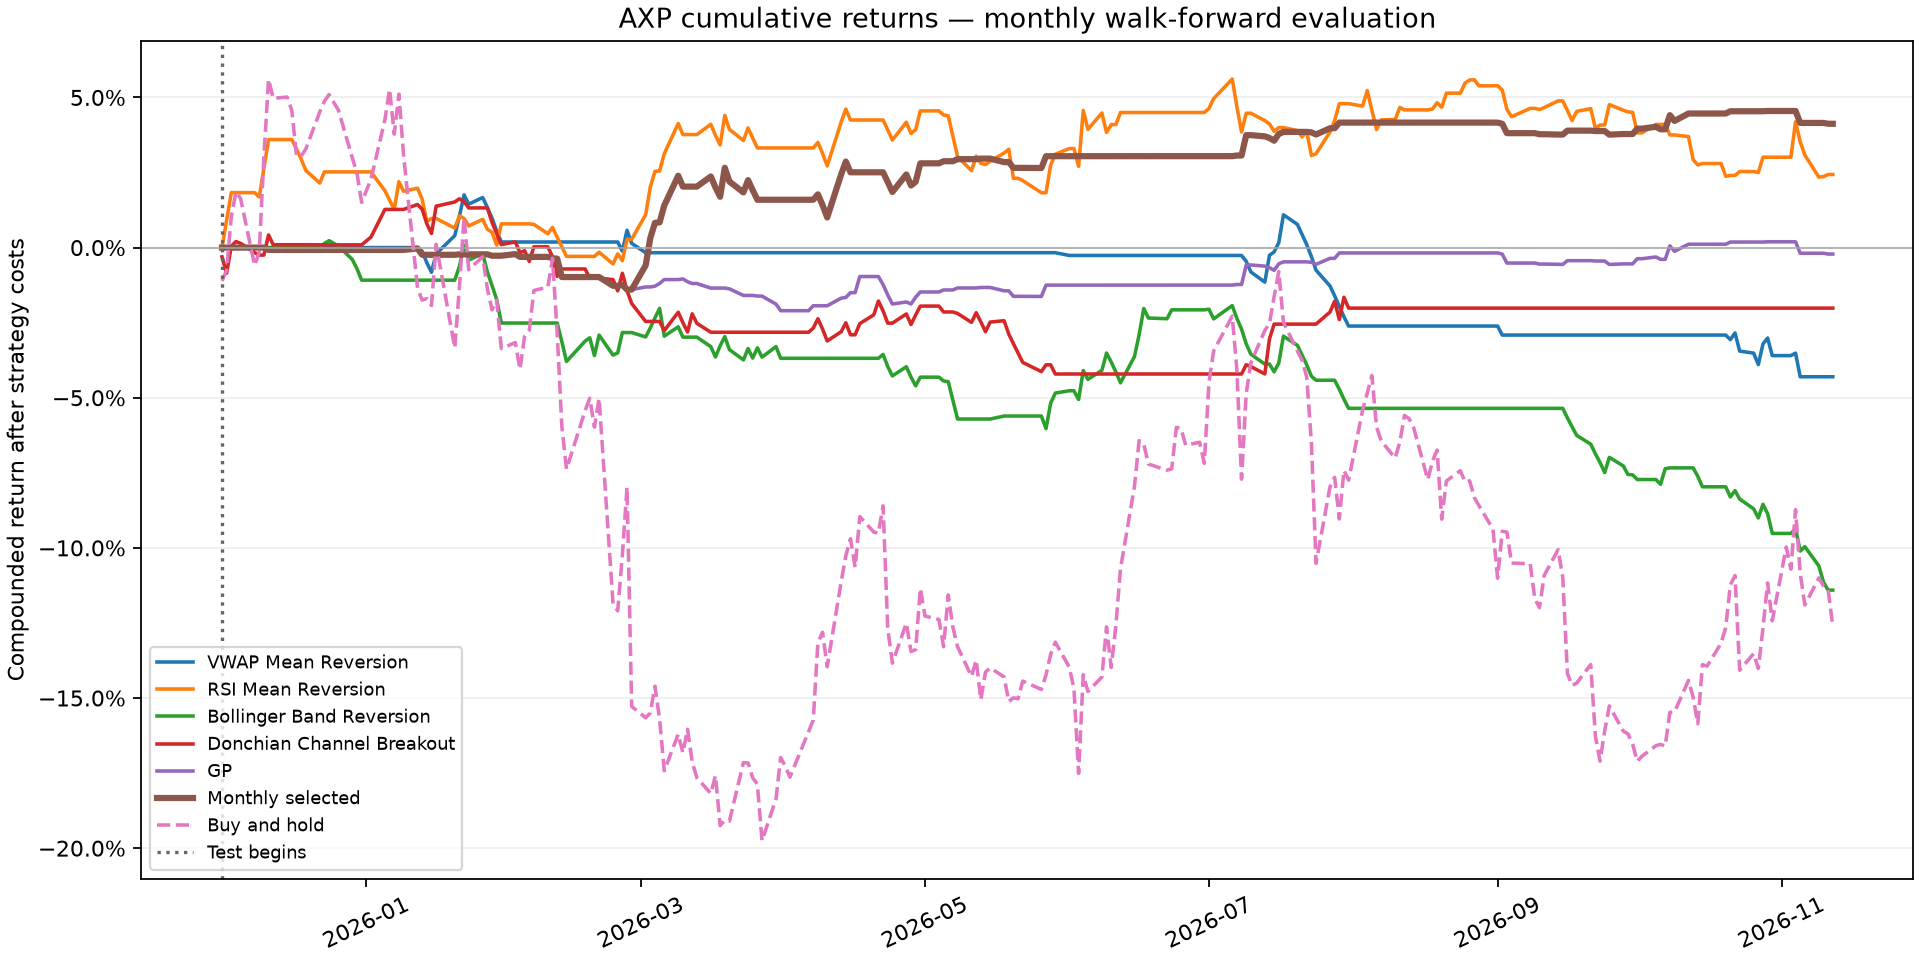 AXP cumulative returns — monthly walk-forward evaluation
Compounded return after strategy costs
5.0%
0.0%
−5.0%
−10.0%
−15.0%
−20.0%
VWAP Mean Reversion
RSI Mean Reversion
Bollinger Band Reversion
Donchian Channel Breakout
GP
Monthly selected
Buy and hold
Test begins
2026-01
2026-03
2026-05
2026-07
2026-09
2026-11